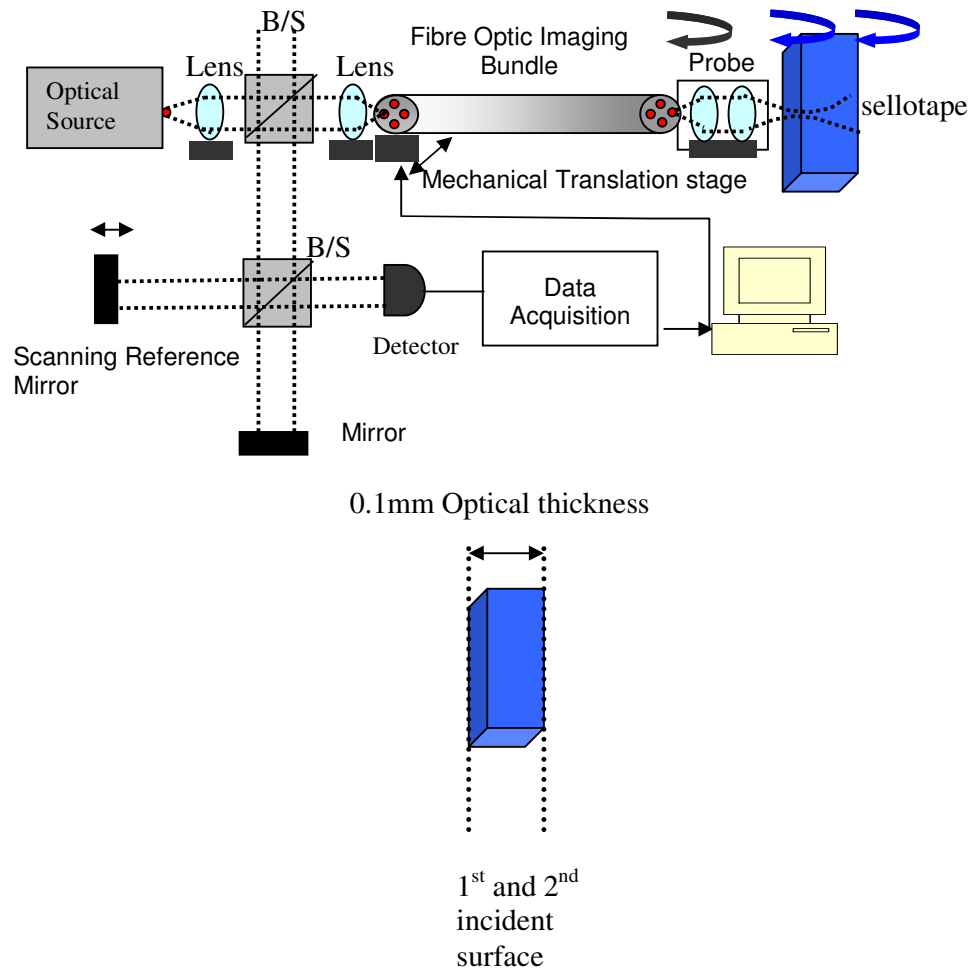 B/S
Lens
Lens
Optical
Source
Fibre Optic Imaging
Bundle
Probe
sellotape
Mechanical Translation stage
B/S
Data
Acquisition
Detector
Scanning Reference
Mirror
Mirror
0.1mm Optical thickness
1st and 2nd
incident
surface